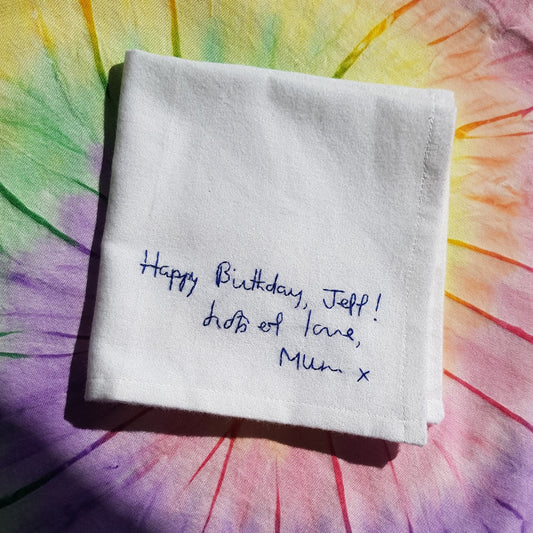 Happy Birthday, Jeff!
Lots of love,
Mum x